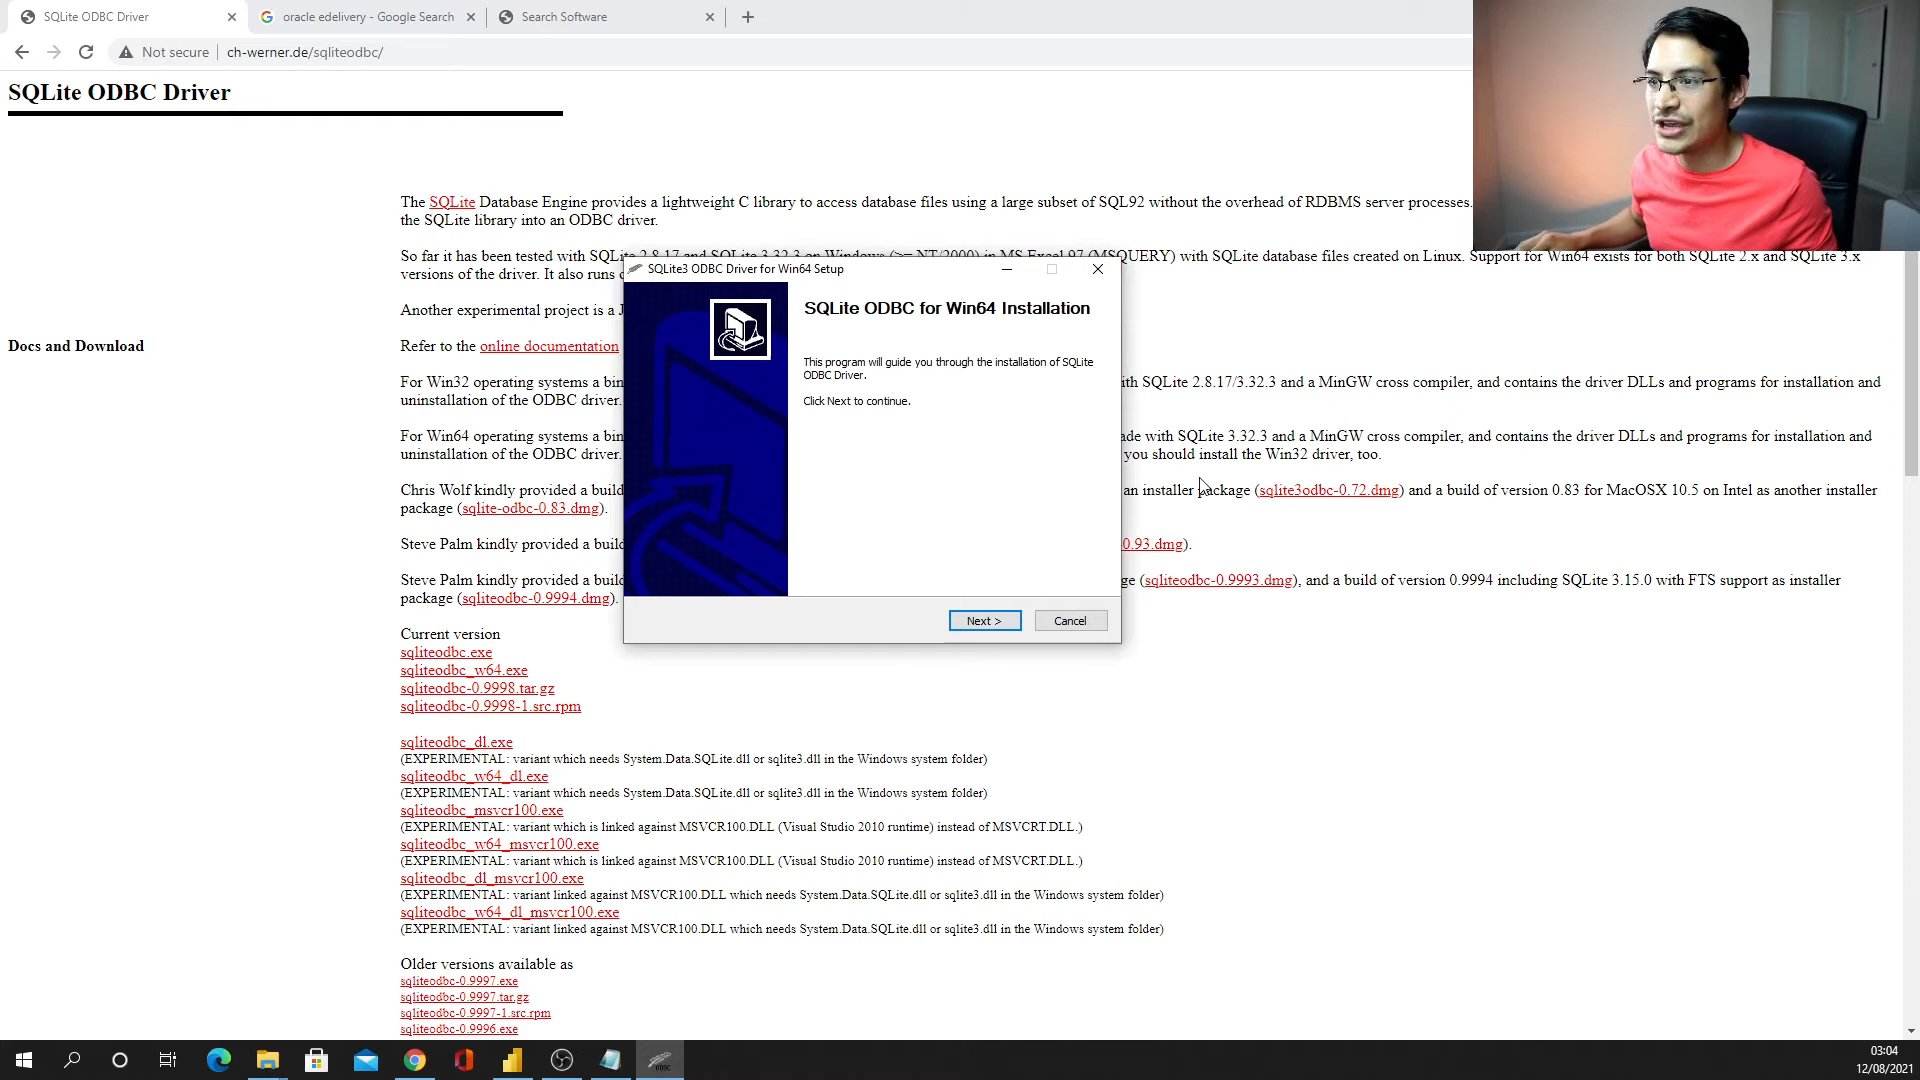 SQLite ODBC Driver
oracle edelivery - Google Search
Search Software
Not secure
ch-werner.de/sqliteodbc/
SQLite ODBC Driver
The SQLite Database Engine provides a lightweight C library to access database files using a large subset of SQL92 without the overhead of RDBMS server processes.
the SQLite library into an ODBC driver.
So far it has been tested with SQLite 2.8.17 and SQLite 3.32.3 on Windows (>= NT/2000) in MS Excel 97 (MSQUERY) with SQLite database files created on Linux. Support for Win64 exists for both SQLite 2.x and SQLite 3.x
versions of the driver. It also runs
Another experimental project is a
Docs and Download
Refer to the online documentation
For Win32 operating systems a
with SQLite 2.8.17/3.32.3 and a MinGW cross compiler, and contains the driver DLLs and programs for installation and
uninstallation of the ODBC driver.
For Win64 operating systems a
with SQLite 3.32.3 and a MinGW cross compiler, and contains the driver DLLs and programs for installation and
uninstallation of the ODBC driver.
you should install the Win32 driver, too.
Chris Wolf kindly provided a build
an installer package (sqlite3odbc-0.72.dmg) and a build of version 0.83 for MacOSX 10.5 on Intel as another installer
package (sqlite-odbc-0.83.dmg).
Steve Palm kindly provided a build
0.93.dmg).
Steve Palm kindly provided a build
(sqliteodbc-0.9993.dmg), and a build of version 0.9994 including SQLite 3.15.0 with FTS support as installer
package (sqliteodbc-0.9994.dmg).
SQLite3 ODBC Driver for Win64 Setup
SQLite ODBC for Win64 Installation
This program will guide you through the installation of SQLite
ODBC Driver.
Click Next to continue.
Next >
Cancel
Current version
sqliteodbc.exe
sqliteodbc_w64.exe
sqliteodbc-0.9998.tar.gz
sqliteodbc-0.9998-1.src.rpm
sqliteodbc_dl.exe
(EXPERIMENTAL: variant which needs System.Data.SQLite.dll or sqlite3.dll in the Windows system folder)
sqliteodbc_w64_dl.exe
(EXPERIMENTAL: variant which needs System.Data.SQLite.dll or sqlite3.dll in the Windows system folder)
sqliteodbc_msvcr100.exe
(EXPERIMENTAL: variant which is linked against MSVCR100.DLL (Visual Studio 2010 runtime) instead of MSVCRT.DLL.)
sqliteodbc_w64_msvcr100.exe
(EXPERIMENTAL: variant which is linked against MSVCR100.DLL (Visual Studio 2010 runtime) instead of MSVCRT.DLL.)
sqliteodbc_dl_msvcr100.exe
(EXPERIMENTAL: variant linked against MSVCR100.DLL which needs System.Data.SQLite.dll or sqlite3.dll in the Windows system folder)
sqliteodbc_w64_dl_msvcr100.exe
(EXPERIMENTAL: variant linked against MSVCR100.DLL which needs System.Data.SQLite.dll or sqlite3.dll in the Windows system folder)
Older versions available as
sqliteodbc-0.9997.exe
sqliteodbc-0.9997.tar.gz
sqliteodbc-0.9997-1.src.rpm
sqliteodbc-0.9996.exe
ODBC
03:04
12/08/2021